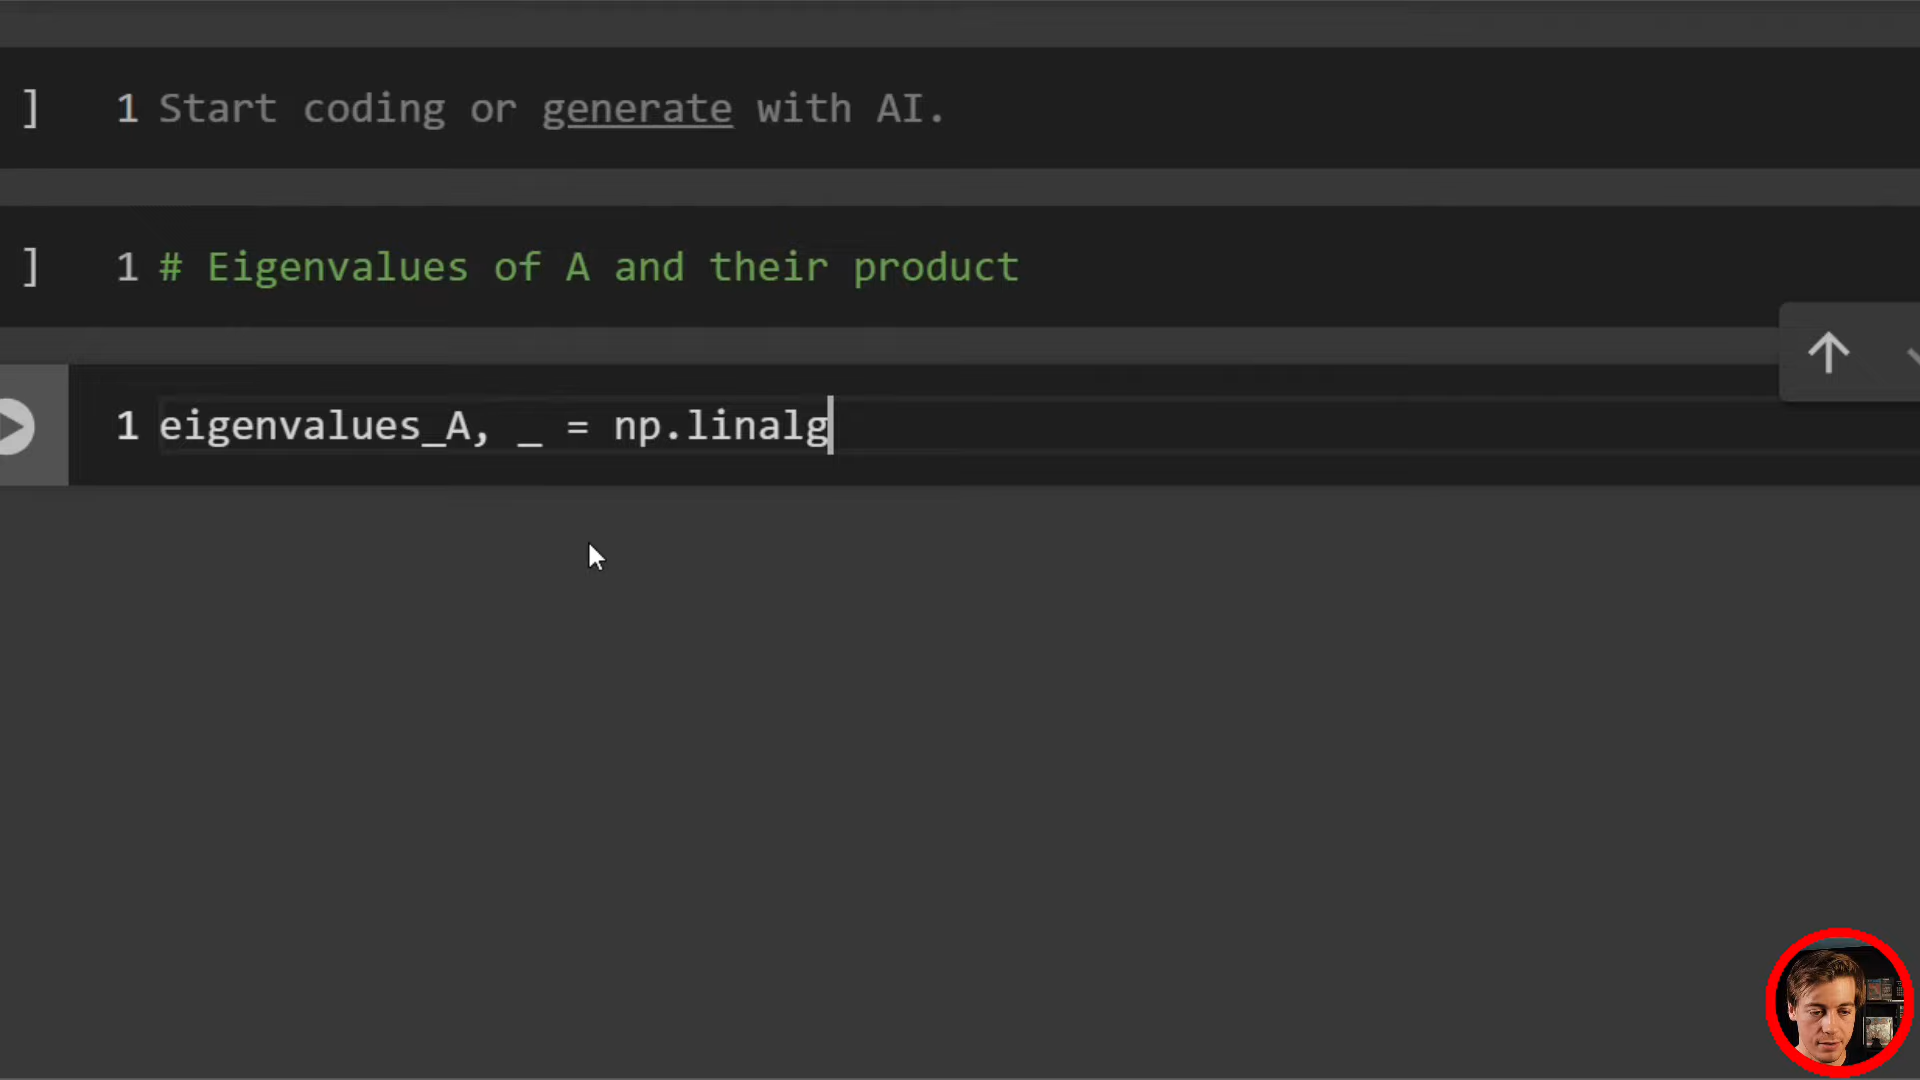 ] 1 Start coding or generate with AI.
] 1 # Eigenvalues of A and their product
1 eigenvalues_A, _ = np.linalg